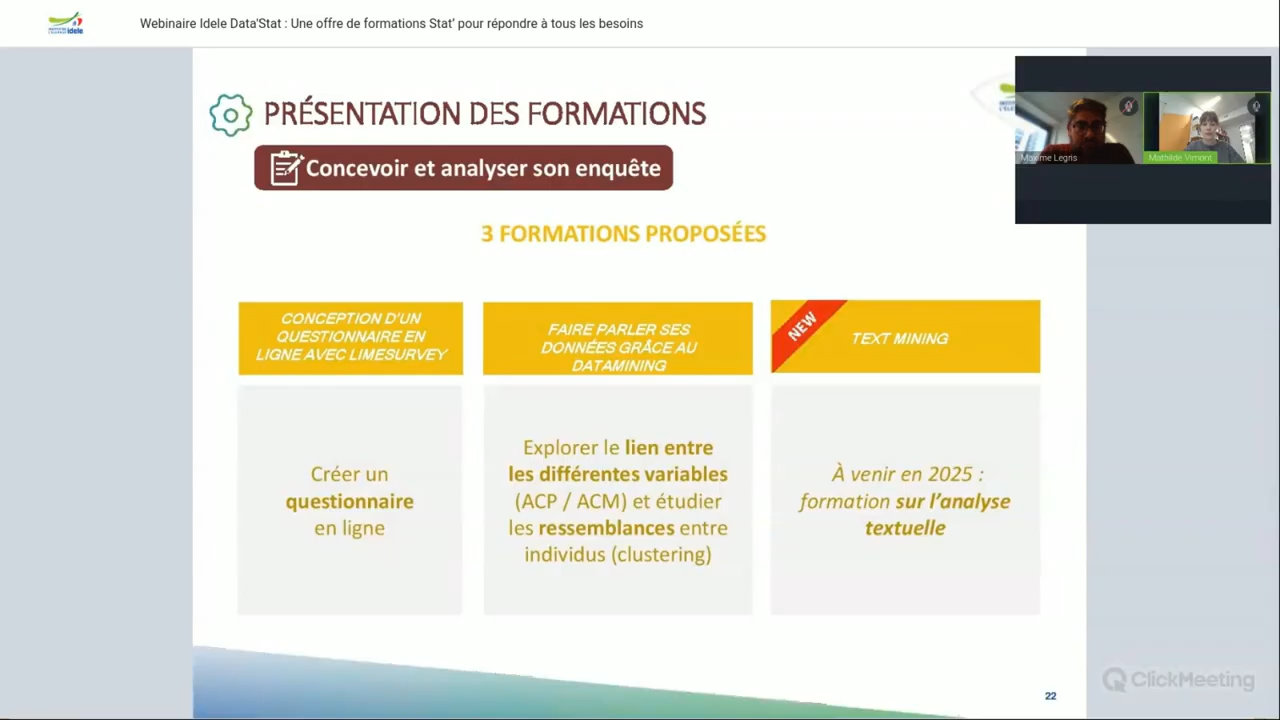 idele
Webinaire Idele Data'Stat : Une offre de formations Stat’ pour répondre à tous les besoins
PRÉSENTATION DES FORMATIONS
Concevoir et analyser son enquête
3 FORMATIONS PROPOSÉES
CONCEPTION D’UN
QUESTIONNAIRE EN
LIGNE AVEC LIMESURVEY
Créer un
questionnaire
en ligne
FAIRE PARLER SES
DONNÉES GRÂCE AU
DATAMINING
Explorer le lien entre
les différentes variables
(ACP / ACM) et étudier
les ressemblances entre
individus (clustering)
NEW
TEXT MINING
À venir en 2025 :
formation sur l’analyse
textuelle
Maxime Legris
Mathilde Vimont
22
ClickMeeting